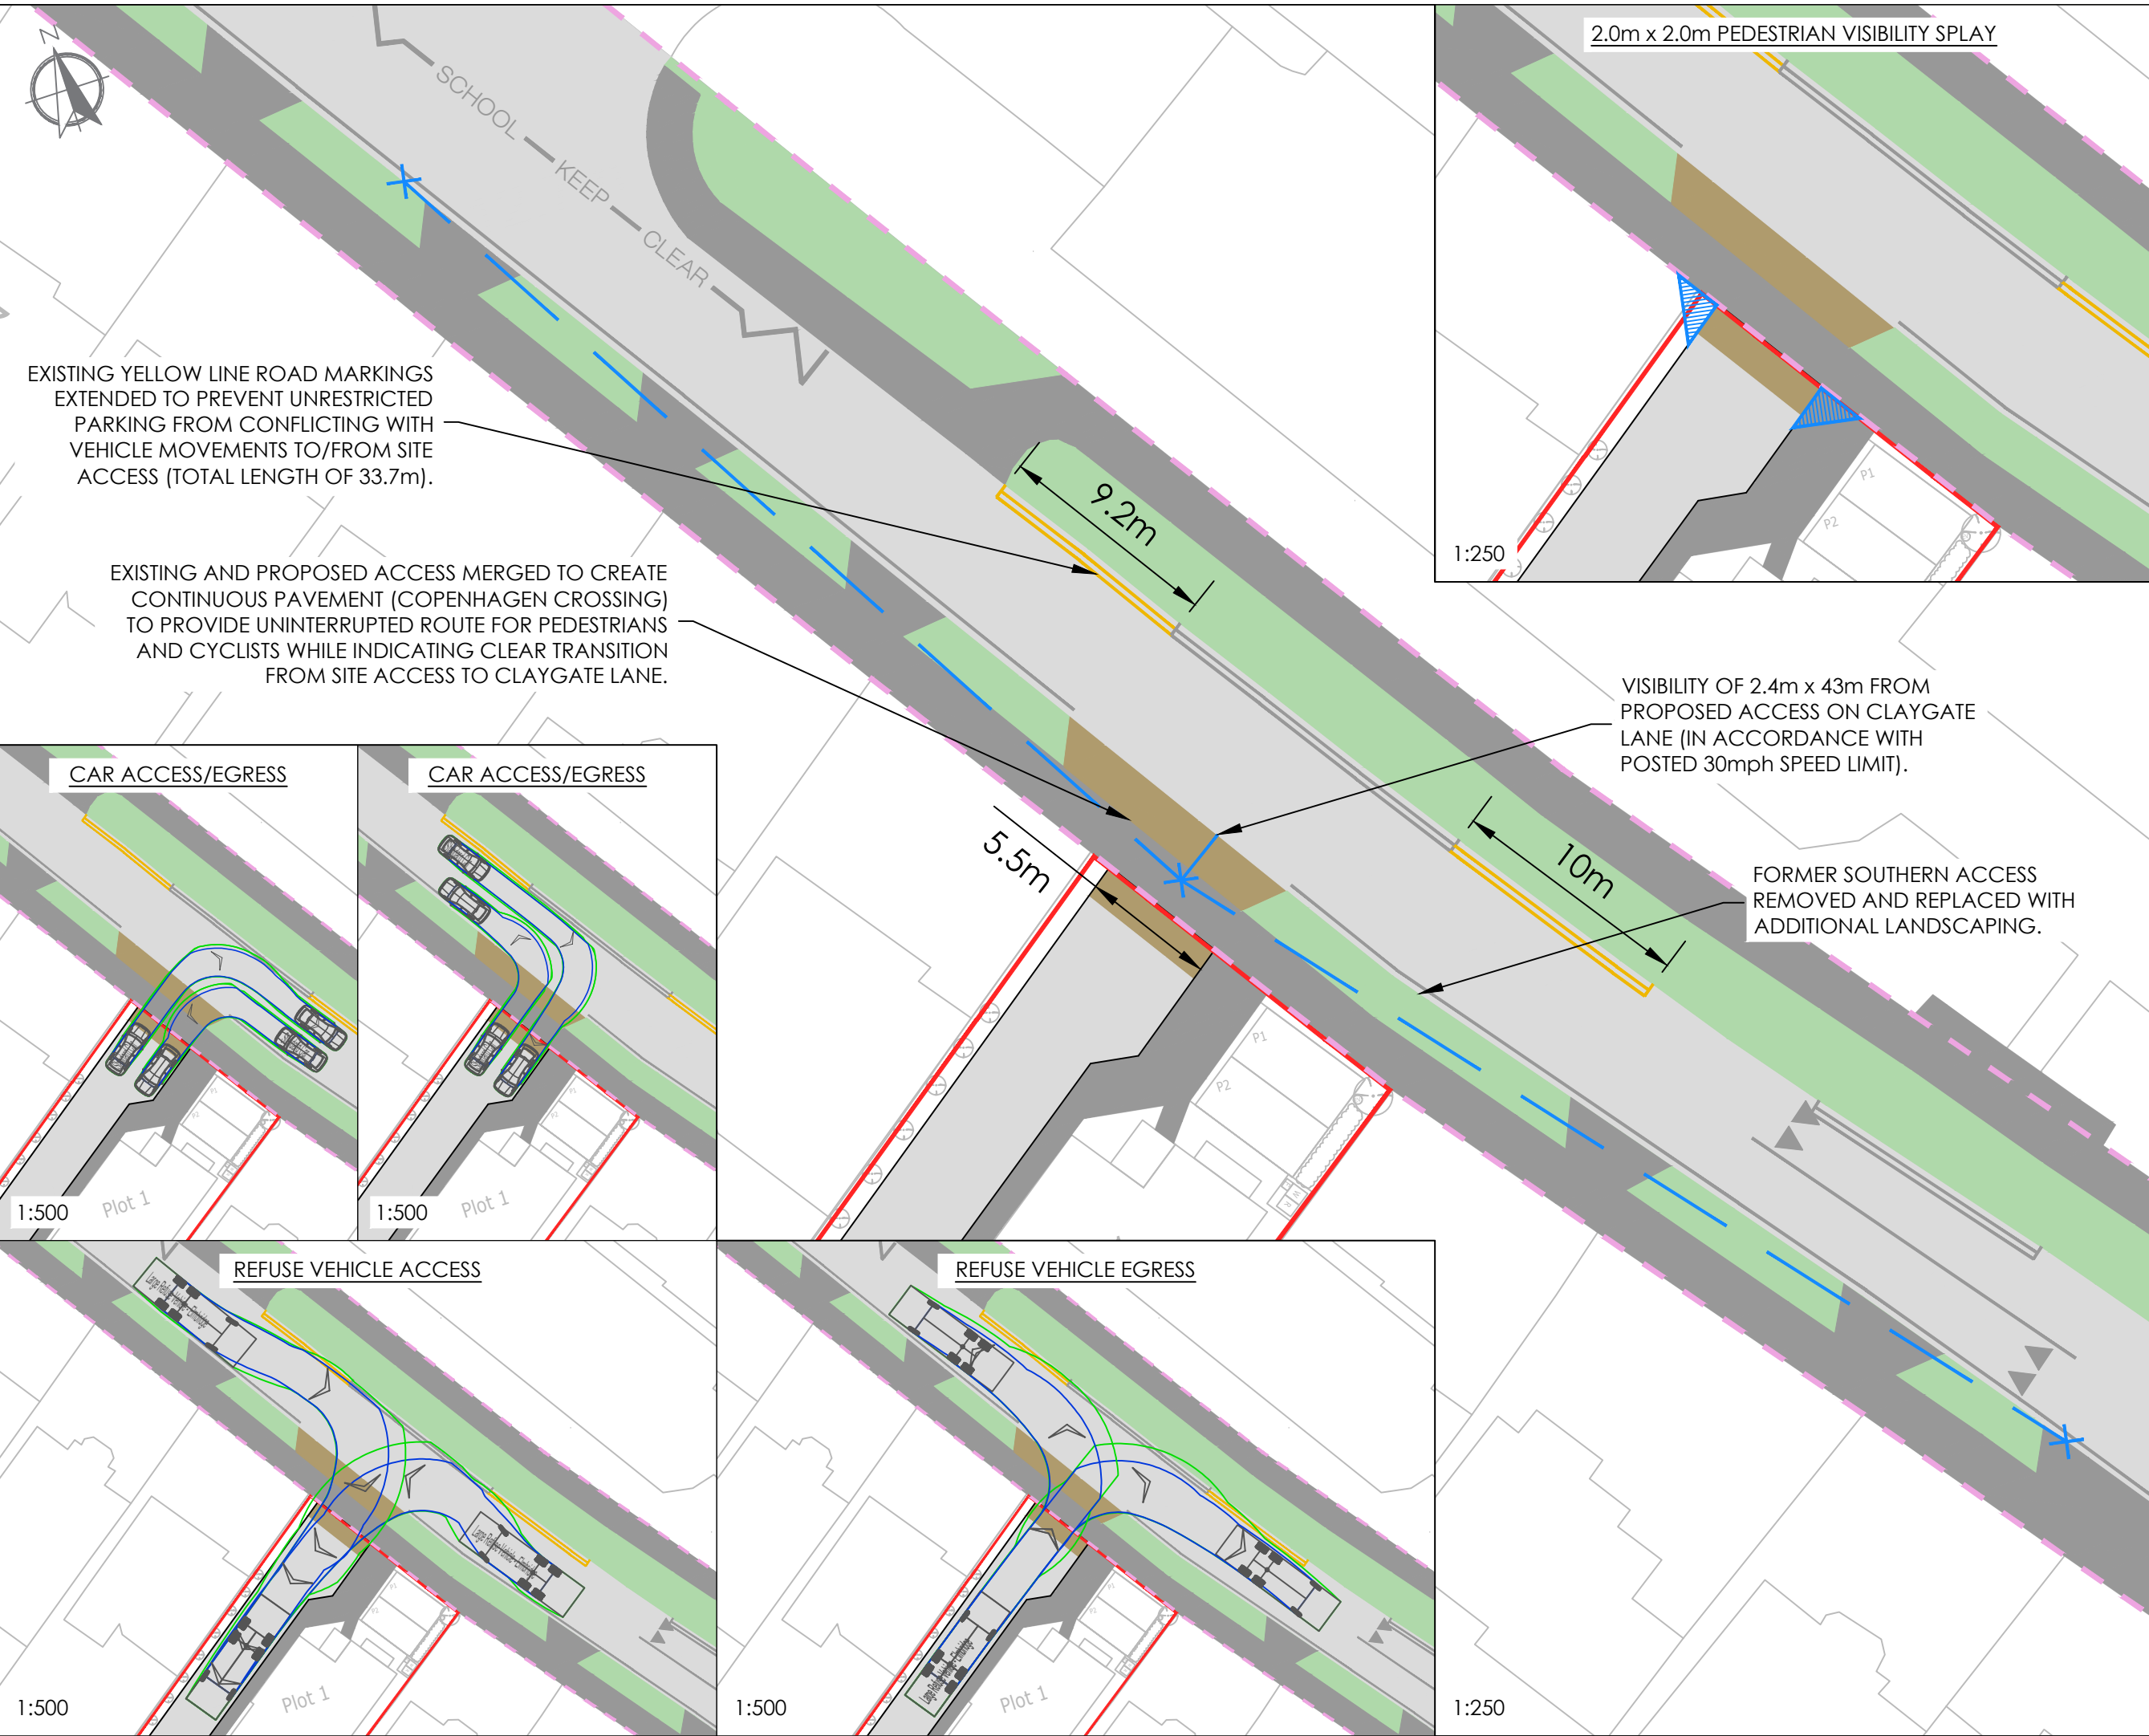 N
2.0m x 2.0m PEDESTRIAN VISIBILITY SPLAY
P1
P2
1:250
SCHOOL
KEEP
CLEAR
EXISTING YELLOW LINE ROAD MARKINGS
EXTENDED TO PREVENT UNRESTRICTED
PARKING FROM CONFLICTING WITH
VEHICLE MOVEMENTS TO/FROM SITE
ACCESS (TOTAL LENGTH OF 33.7m).
9.2m
EXISTING AND PROPOSED ACCESS MERGED TO CREATE
CONTINUOUS PAVEMENT (COPENHAGEN CROSSING)
TO PROVIDE UNINTERRUPTED ROUTE FOR PEDESTRIANS
AND CYCLISTS WHILE INDICATING CLEAR TRANSITION
FROM SITE ACCESS TO CLAYGATE LANE.
VISIBILITY OF 2.4m x 43m FROM
PROPOSED ACCESS ON CLAYGATE
LANE (IN ACCORDANCE WITH
POSTED 30mph SPEED LIMIT).
5.5m
10m
FORMER SOUTHERN ACCESS
REMOVED AND REPLACED WITH
ADDITIONAL LANDSCAPING.
P1
P2
CAR ACCESS/EGRESS
1:500
Plot 1
CAR ACCESS/EGRESS
1:500
Plot 1
REFUSE VEHICLE ACCESS
1:500
Plot 1
REFUSE VEHICLE EGRESS
1:500
Plot 1
1:250